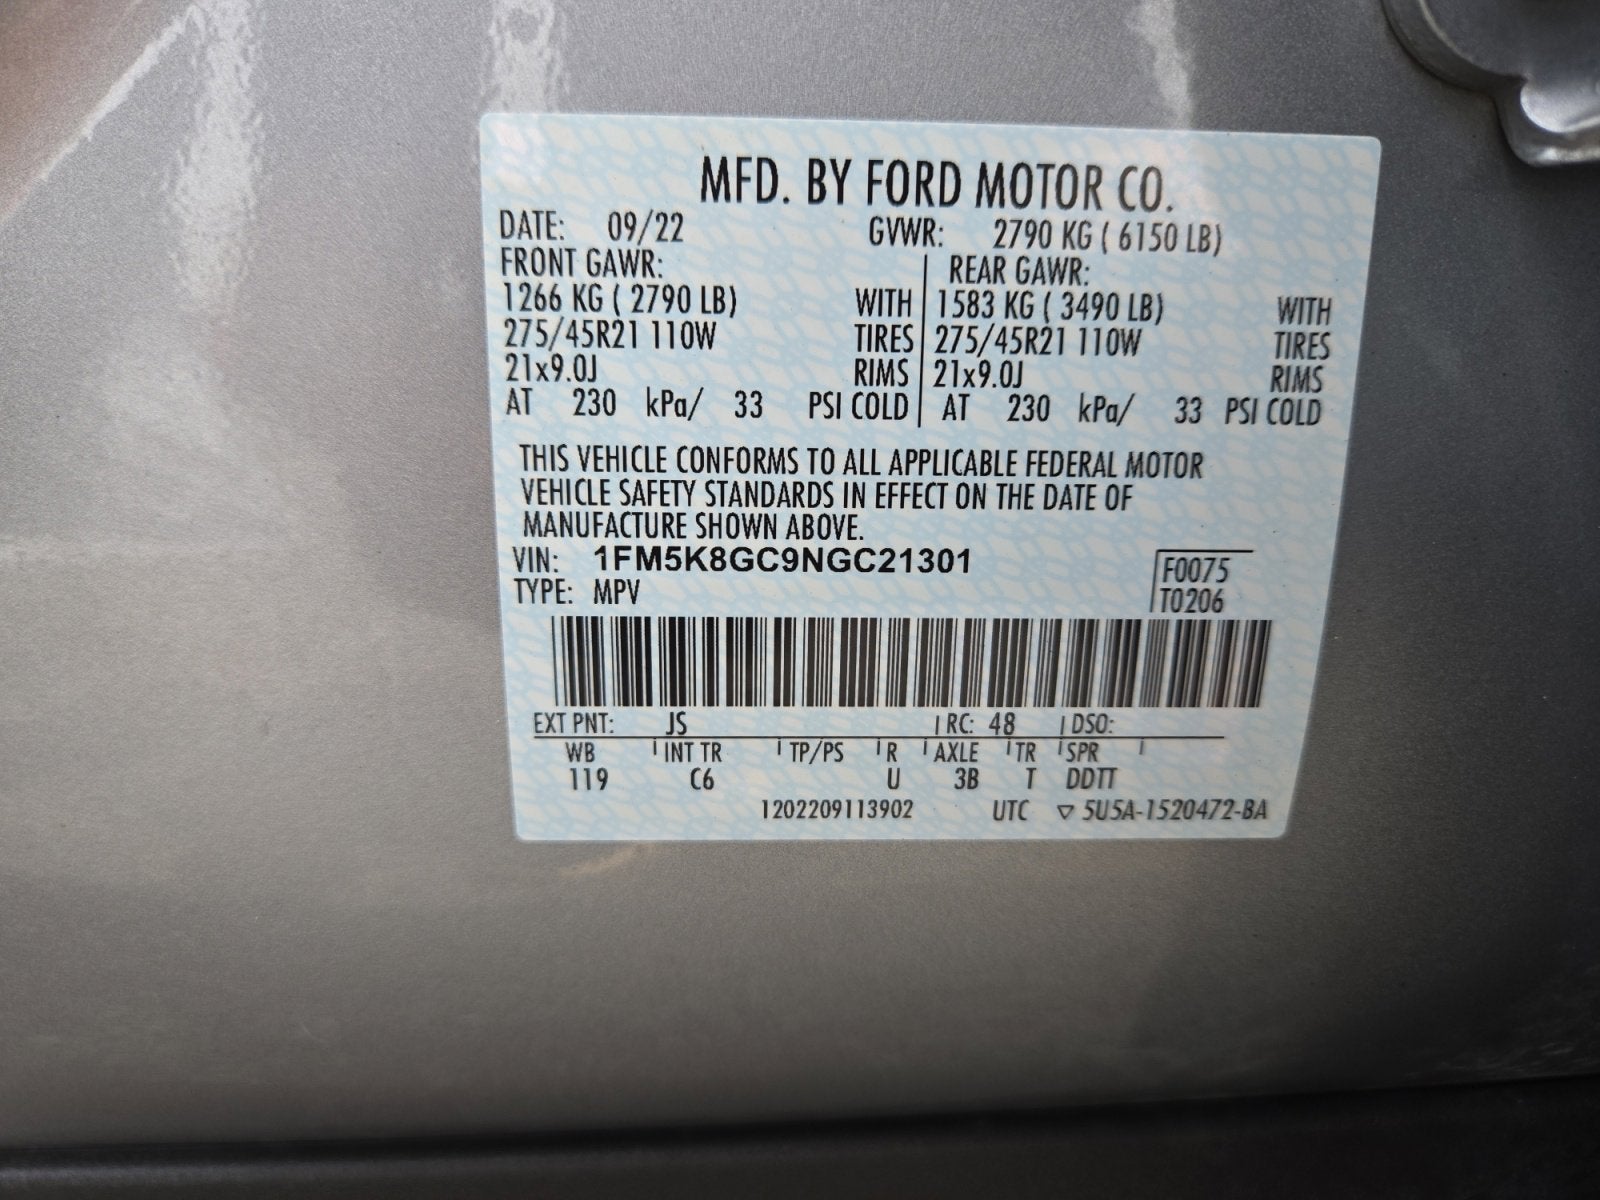 MFD. BY FORD MOTOR CO.
DATE: 09/22 GVWR: 2790 KG ( 6150 LB)
FRONT GAWR: REAR GAWR:
1266 KG ( 2790 LB) WITH 1583 KG ( 3490 LB) WITH
275/45R21 110W TIRES 275/45R21 110W TIRES
21x9.0J RIMS 21x9.0J RIMS
AT 230 kPa/ 33 PSI COLD AT 230 kPa/ 33 PSI COLD
THIS VEHICLE CONFORMS TO ALL APPLICABLE FEDERAL MOTOR
VEHICLE SAFETY STANDARDS IN EFFECT ON THE DATE OF
MANUFACTURE SHOWN ABOVE.
VIN: 1FM5K8GC9NGC21301 F0075
TYPE: MPV T0206
EXT PNT: JS RC: 48 DSO:
WB INT TR TP/PS R AXLE TR SPR
119 C6 U 3B T DDTT
1202209113902 UTC ▽ 5U5A-1520472-BA